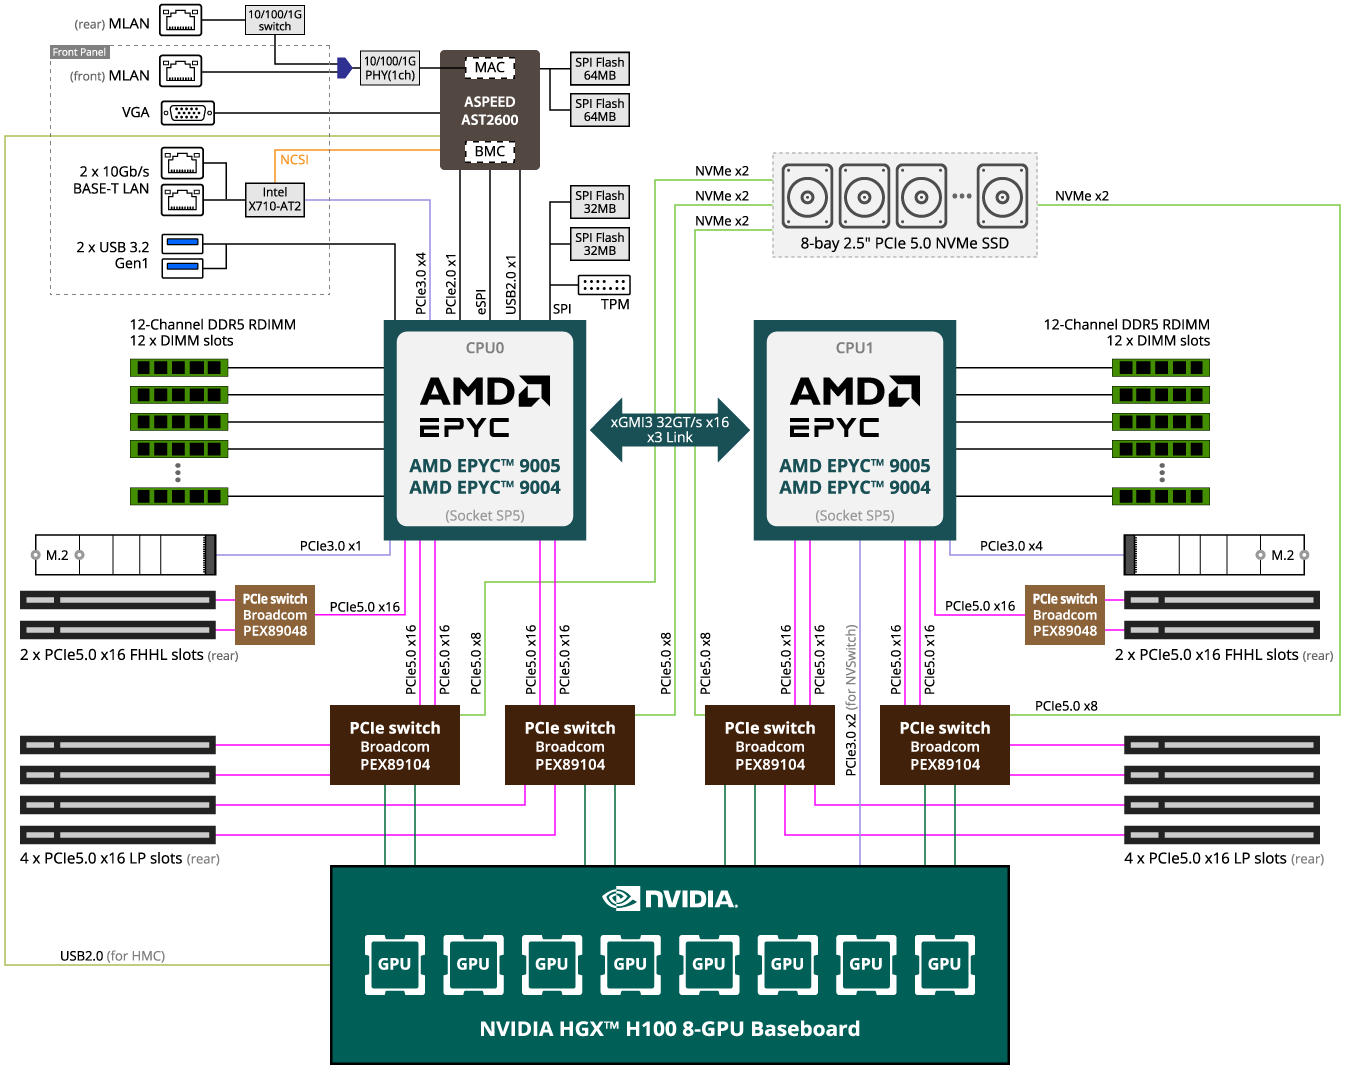 (rear) MLAN
10/100/1G
switch
Front Panel
(front) MLAN
10/100/1G
PHY(1ch)
MAC
ASPEED
AST2600
BMC
SPI Flash
64MB
SPI Flash
64MB
VGA
2 x 10Gb/s
BASE-T LAN
NCSI
Intel
X710-AT2
2 x USB 3.2
Gen1
SPI Flash
32MB
SPI Flash
32MB
TPM
PCIe3.0 x4
PCIe2.0 x1
eSPI
USB2.0 x1
SPI
NVMe x2
NVMe x2
NVMe x2
NVMe x2
8-bay 2.5" PCIe 5.0 NVMe SSD
12-Channel DDR5 RDIMM
12 x DIMM slots
CPU0
AMD
EPYC
AMD EPYC™ 9005
AMD EPYC™ 9004
(Socket SP5)
xGMI3 32GT/s x16
x3 Link
CPU1
AMD
EPYC
AMD EPYC™ 9005
AMD EPYC™ 9004
(Socket SP5)
12-Channel DDR5 RDIMM
12 x DIMM slots
M.2
PCIe3.0 x1
PCIe3.0 x4
M.2
PCIe switch
Broadcom
PEX89048
PCIe5.0 x16
2 x PCIe5.0 x16 FHHL slots (rear)
PCIe5.0 x16
PCIe switch
Broadcom
PEX89048
2 x PCIe5.0 x16 FHHL slots (rear)
PCIe5.0 x16
PCIe5.0 x16
PCIe5.0 x8
PCIe5.0 x16
PCIe5.0 x16
PCIe5.0 x8
PCIe5.0 x8
PCIe5.0 x16
PCIe5.0 x16
PCIe3.0 x2 (for NVSwitch)
PCIe5.0 x16
PCIe5.0 x16
PCIe5.0 x8
PCIe switch
Broadcom
PEX89104
PCIe switch
Broadcom
PEX89104
PCIe switch
Broadcom
PEX89104
PCIe switch
Broadcom
PEX89104
4 x PCIe5.0 x16 LP slots (rear)
4 x PCIe5.0 x16 LP slots (rear)
NVIDIA.
USB2.0 (for HMC)
GPU
GPU
GPU
GPU
GPU
GPU
GPU
GPU
NVIDIA HGX™ H100 8-GPU Baseboard